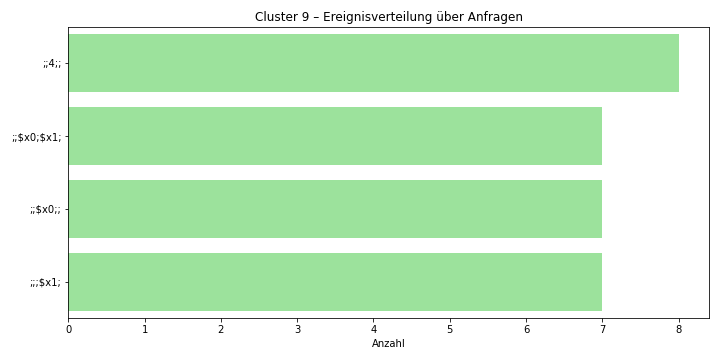 Cluster 9 – Ereignisverteilung über Anfragen
;;4;;
;;$x0;$x1;
;;$x0;;
;;;$x1;
0 1 2 3 4 5 6 7 8
Anzahl